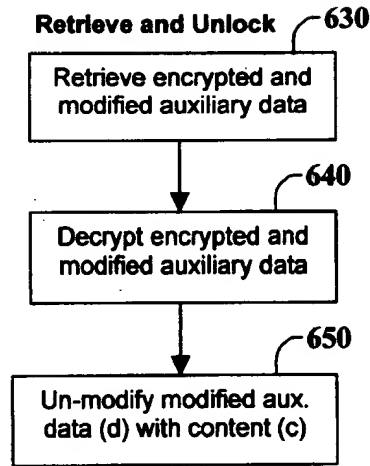 Retrieve and Unlock
630
Retrieve encrypted and
modified auxiliary data
640
Decrypt encrypted and
modified auxiliary data
650
Un-modify modified aux.
data (d) with content (c)